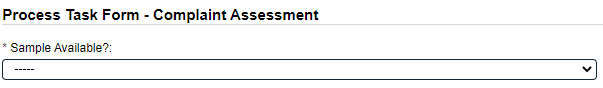 Process Task Form - Complaint Assessment
* Sample Available?:
-----